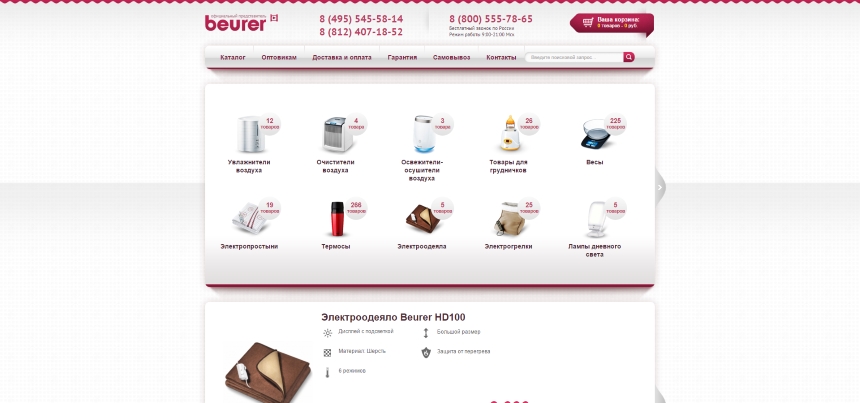 официальный представитель
beurer
8 (495) 545-58-14
8 (812) 407-18-52
8 (800) 555-78-65
Бесплатный звонок по России
Режим работы 9:00-21:00 Мск
Ваша корзина:
0 товаров - 0 руб.
Каталог
Оптовикам
Доставка и оплата
Гарантия
Самовывоз
Контакты
Введите поисковый запрос
12
товаров
4
товара
3
товара
26
товаров
225
товаров
Увлажнители
воздуха
Очистители
воздуха
Освежители-
осушители
воздуха
Товары для
грудничков
Весы
19
товаров
266
товаров
5
товаров
25
товаров
5
товаров
Электропростыни
Термосы
Электроодеяла
Электрогрелки
Лампы дневного
света
Электроодеяло Beurer HD100
Дисплей с подсветкой
Большой размер
Материал: Шерсть
Защита от перегрева
6 режимов